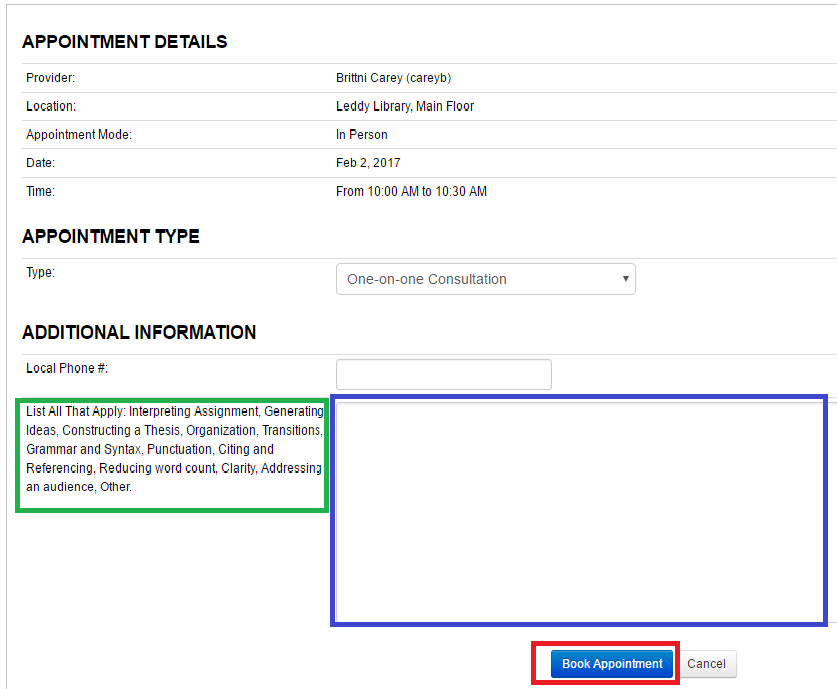 APPOINTMENT DETAILS
Provider: Brittni Carey (careyb)
Location: Leddy Library, Main Floor
Appointment Mode: In Person
Date: Feb 2, 2017
Time: From 10:00 AM to 10:30 AM
APPOINTMENT TYPE
Type: One-on-one Consultation
ADDITIONAL INFORMATION
Local Phone #:
List All That Apply: Interpreting Assignment, Generating
Ideas, Constructing a Thesis, Organization, Transitions,
Grammar and Syntax, Punctuation, Citing and
Referencing, Reducing word count, Clarity, Addressing
an audience, Other.
Book Appointment Cancel